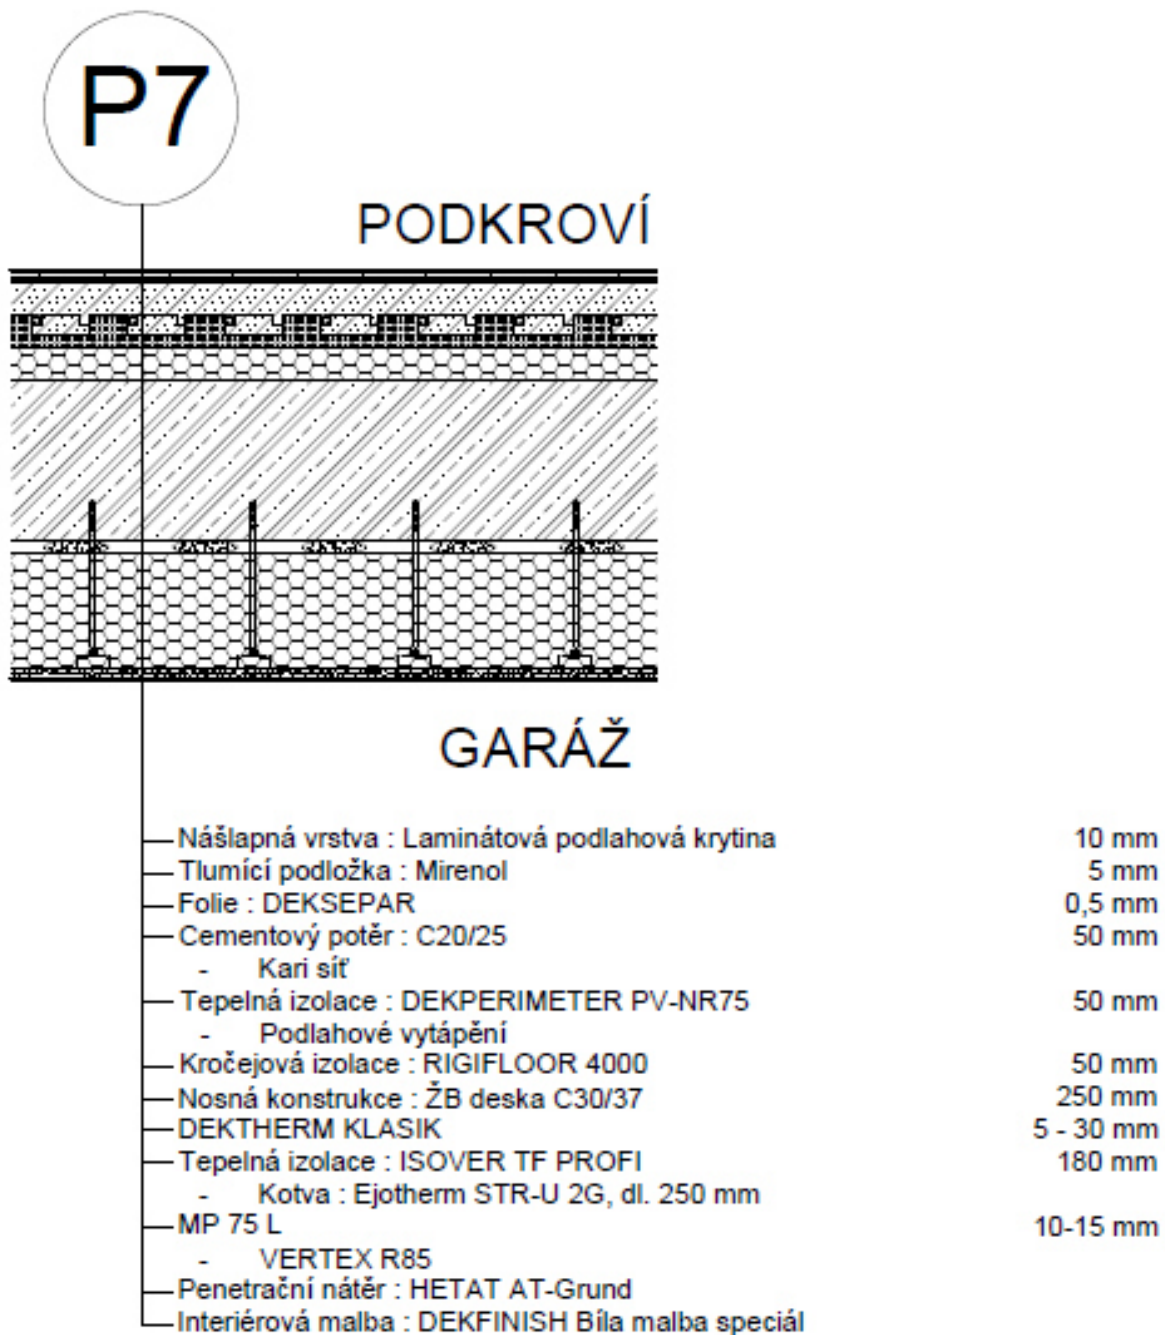 P7
PODKROVÍ
GARÁŽ
Nášlapná vrstva : Laminátová podlahová krytina 10 mm
Tlumící podložka : Mirenol 5 mm
Folie : DEKSEPAR 0,5 mm
Cementový potěr : C20/25 50 mm
- Kari síť
Tepelná izolace : DEKPERIMETER PV-NR75 50 mm
- Podlahové vytápění
Kročejová izolace : RIGIFLOOR 4000 50 mm
Nosná konstrukce : ŽB deska C30/37 250 mm
DEKTHERM KLASIK 5 - 30 mm
Tepelná izolace : ISOVER TF PROFI 180 mm
- Kotva : Ejotherm STR-U 2G, dl. 250 mm
MP 75 L 10-15 mm
- VERTEX R85
Penetrační nátěr : HETAT AT-Grund
Interiérová malba : DEKFINISH Bíla malba speciál